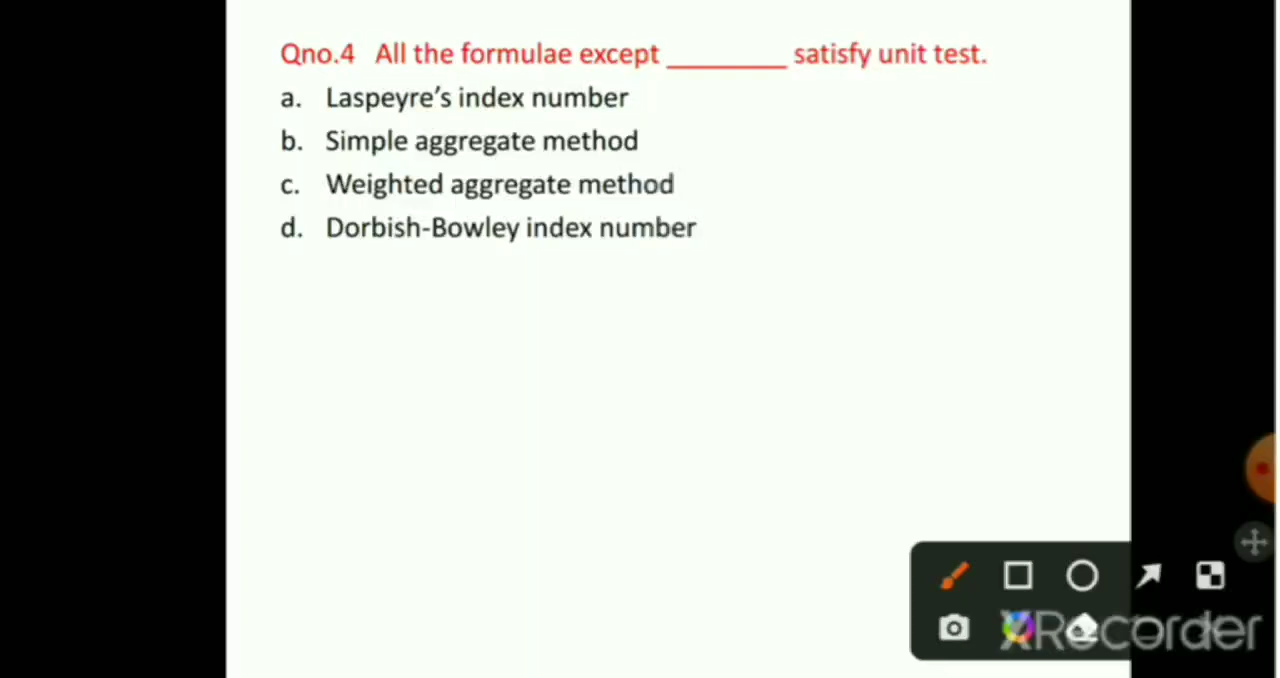 Qno.4 All the formulae except ________ satisfy unit test.
a. Laspeyre's index number
b. Simple aggregate method
c. Weighted aggregate method
d. Dorbish-Bowley index number
XRecorder